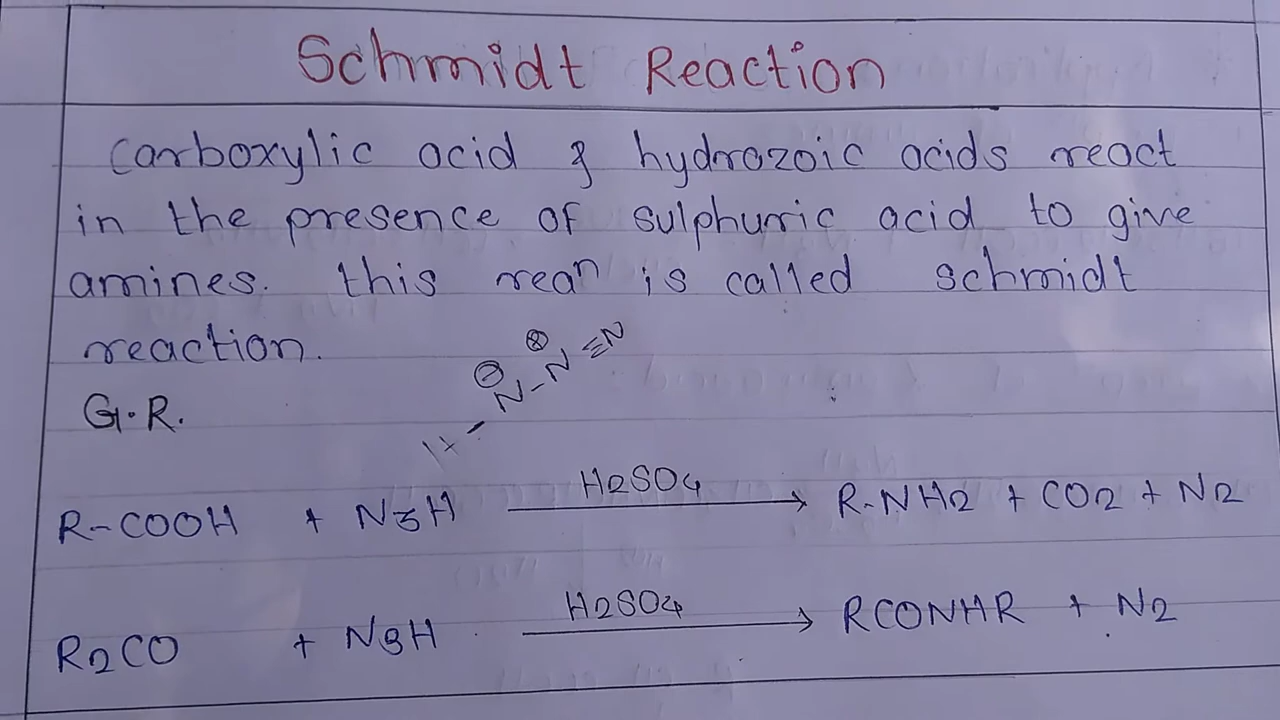 Schmidt Reaction
Carboxylic acid & hydrazoic acids react
in the presence of sulphuric acid to give
amines. this reaⁿ is called schmidt
reaction.
⊖ ⊕
H - N - N ≡ N
G.R.
R-COOH + N3H H2SO4 → R-NH2 + CO2 + N2
R2CO + N3H H2SO4 → RCONHR + N2